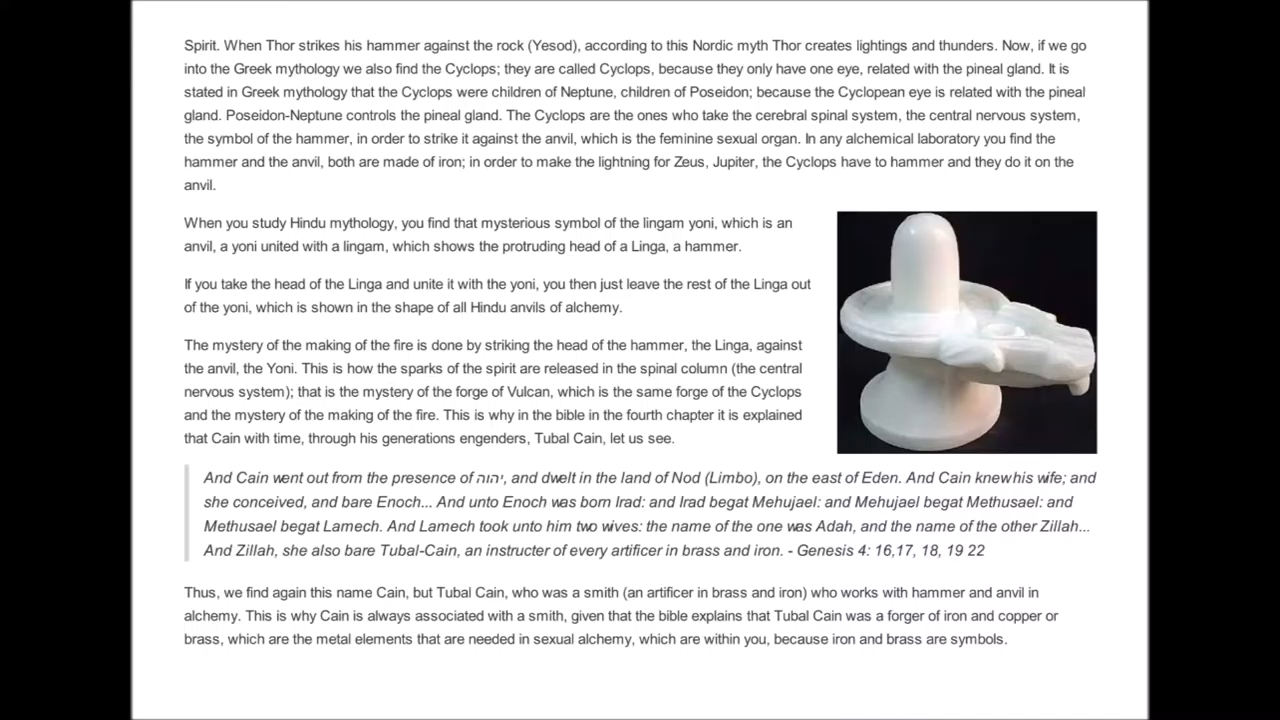 Spirit. When Thor strikes his hammer against the rock (Yesod), according to this Nordic myth Thor creates lightings and thunders. Now, if we go
into the Greek mythology we also find the Cyclops; they are called Cyclops, because they only have one eye, related with the pineal gland. It is
stated in Greek mythology that the Cyclops were children of Neptune, children of Poseidon; because the Cyclopean eye is related with the pineal
gland. Poseidon-Neptune controls the pineal gland. The Cyclops are the ones who take the cerebral spinal system, the central nervous system,
the symbol of the hammer, in order to strike it against the anvil, which is the feminine sexual organ. In any alchemical laboratory you find the
hammer and the anvil, both are made of iron; in order to make the lightning for Zeus, Jupiter, the Cyclops have to hammer and they do it on the
anvil.
When you study Hindu mythology, you find that mysterious symbol of the lingam yoni, which is an
anvil, a yoni united with a lingam, which shows the protruding head of a Linga, a hammer.
If you take the head of the Linga and unite it with the yoni, you then just leave the rest of the Linga out
of the yoni, which is shown in the shape of all Hindu anvils of alchemy.
The mystery of the making of the fire is done by striking the head of the hammer, the Linga, against
the anvil, the Yoni. This is how the sparks of the spirit are released in the spinal column (the central
nervous system); that is the mystery of the forge of Vulcan, which is the same forge of the Cyclops
and the mystery of the making of the fire. This is why in the bible in the fourth chapter it is explained
that Cain with time, through his generations engenders, Tubal Cain, let us see.
And Cain went out from the presence of יהוה, and dwelt in the land of Nod (Limbo), on the east of Eden. And Cain knew his wife; and
she conceived, and bare Enoch... And unto Enoch was born Irad: and Irad begat Mehujael: and Mehujael begat Methusael: and
Methusael begat Lamech. And Lamech took unto him two wives: the name of the one was Adah, and the name of the other Zillah...
And Zillah, she also bare Tubal-Cain, an instructer of every artificer in brass and iron. - Genesis 4: 16,17, 18, 19 22
Thus, we find again this name Cain, but Tubal Cain, who was a smith (an artificer in brass and iron) who works with hammer and anvil in
alchemy. This is why Cain is always associated with a smith, given that the bible explains that Tubal Cain was a forger of iron and copper or
brass, which are the metal elements that are needed in sexual alchemy, which are within you, because iron and brass are symbols.